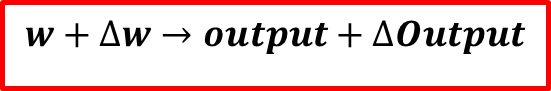 w + Δw → output + ΔOutput